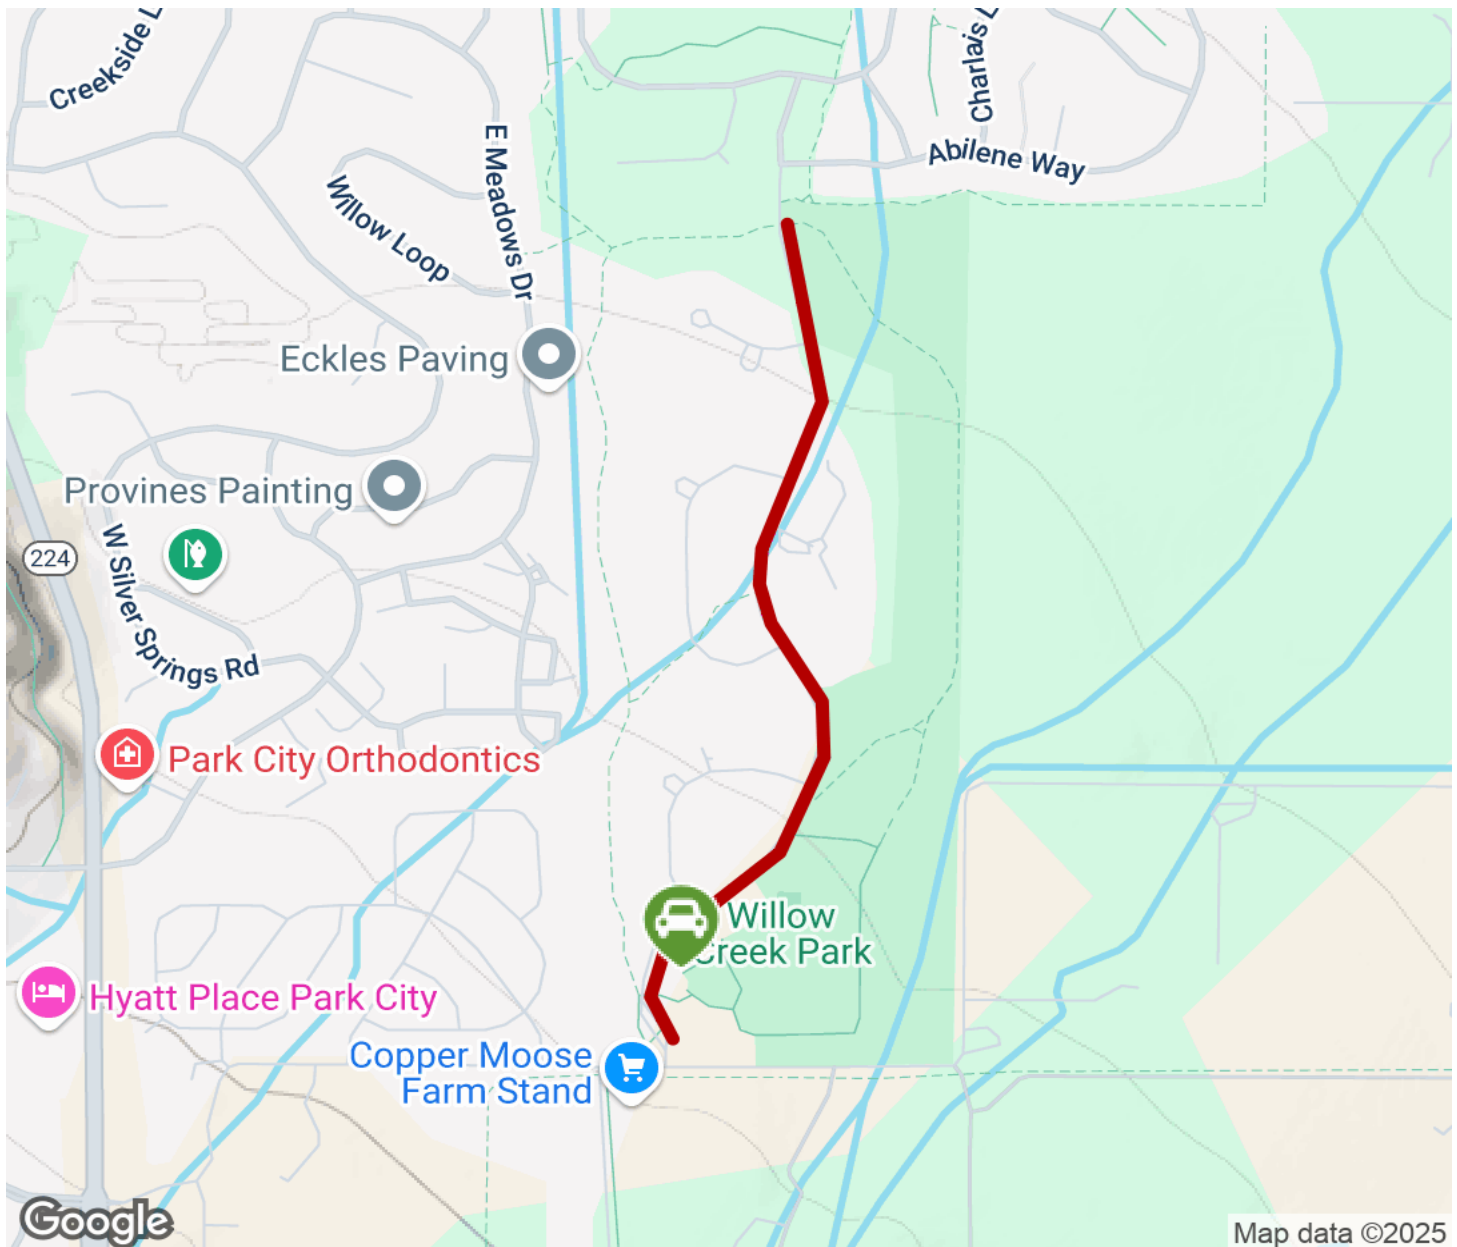 Creekside L
Charlais L
E Meadows Dr
Abilene Way
Willow Loop
Eckles Paving
Provines Painting
224
W Silver Springs Rd
Park City Orthodontics
Willow
Creek Park
Hyatt Place Park City
Copper Moose
Farm Stand
Google
Map data ©2025